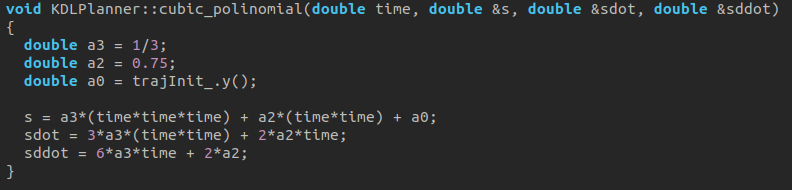 void KDLPlanner::cubic_polinomial(double time, double &s, double &sdot, double &sddot)
{
  double a3 = 1/3;
  double a2 = 0.75;
  double a0 = trajInit_.y();

  s = a3*(time*time*time) + a2*(time*time) + a0;
  sdot = 3*a3*(time*time) + 2*a2*time;
  sddot = 6*a3*time + 2*a2;
}